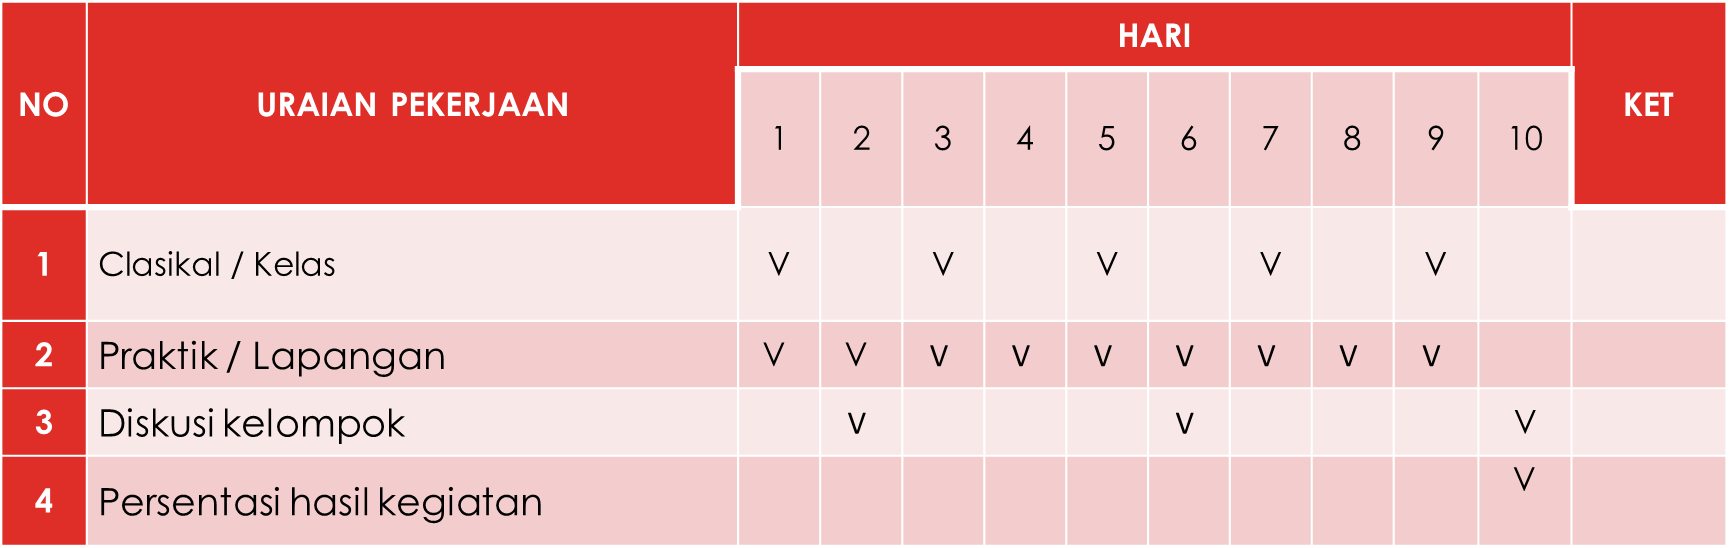 HARI
NO URAIAN PEKERJAAN KET
1 2 3 4 5 6 7 8 9 10
1 Clasikal / Kelas V V V V V
2 Praktik / Lapangan V V v v v v v v v
3 Diskusi kelompok v v V
4 Persentasi hasil kegiatan V